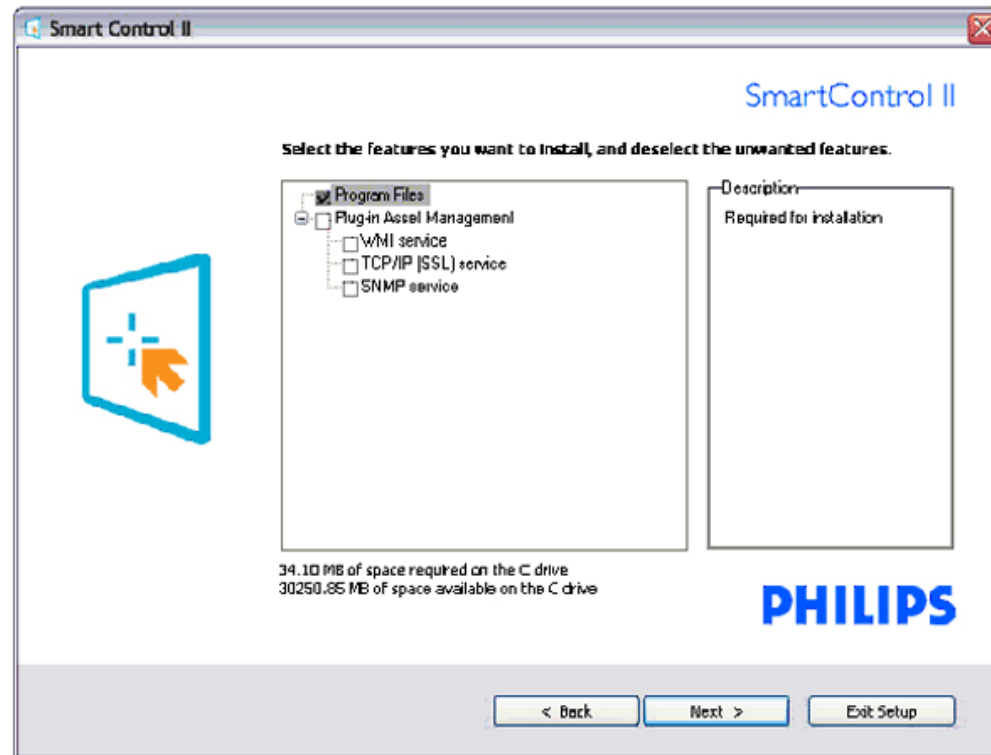 Smart Control II
SmartControl II
Select the features you want to install, and deselect the unwanted features.
Program Files
Plug-in Asset Management
WMI service
TCP/IP (SSL) service
SNMP service
Description
Required for installation
34.10 MB of space required on the C drive
30250.85 MB of space available on the C drive
PHILIPS
< Back
Next >
Exit Setup